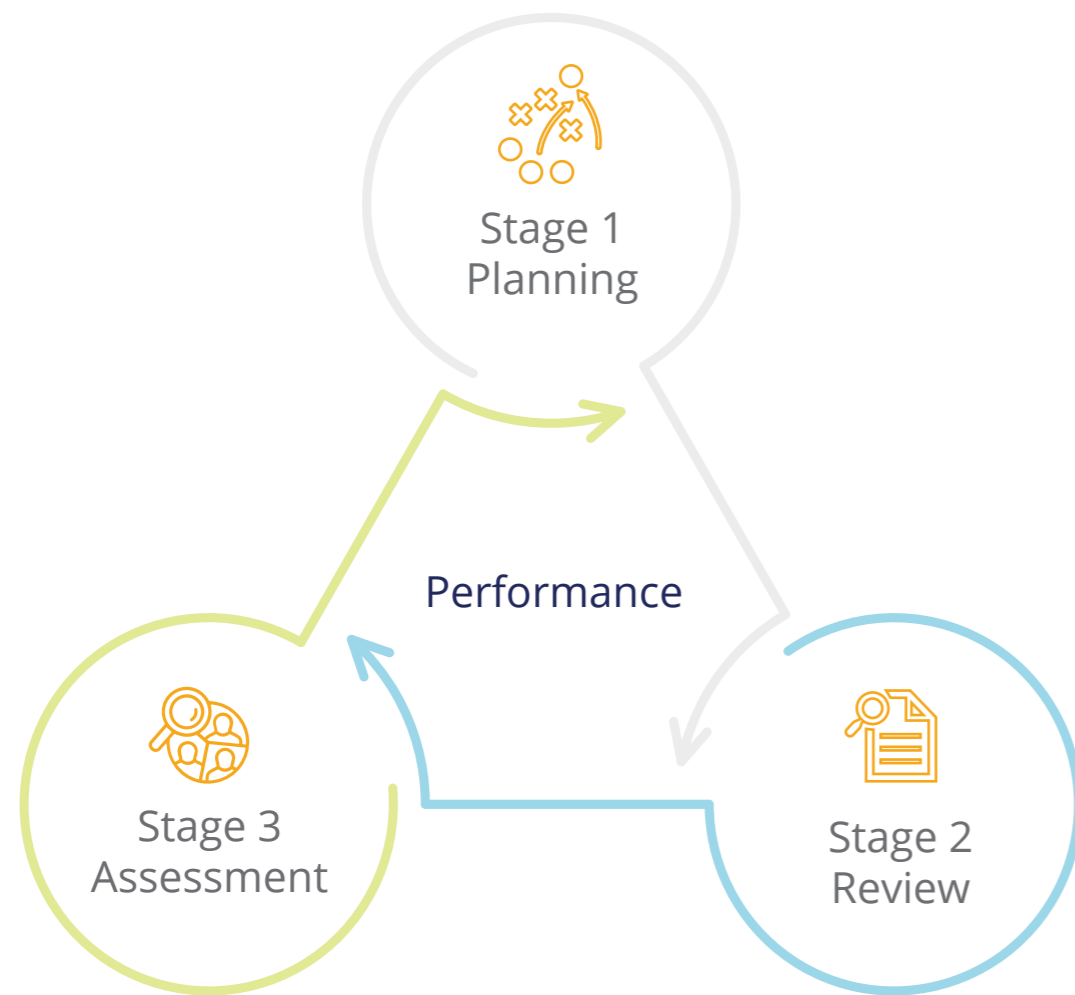 Stage 1
Planning
Performance
Stage 3
Assessment
Stage 2
Review